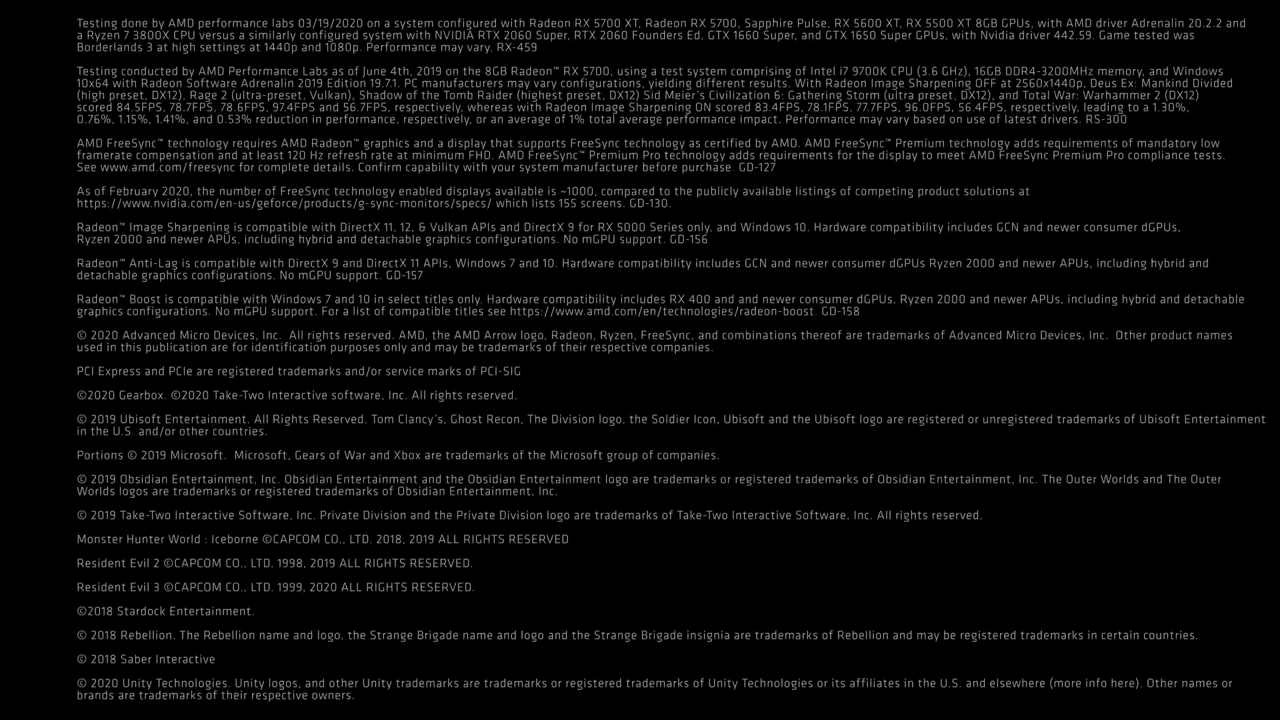 Testing done by AMD performance labs 03/19/2020 on a system configured with Radeon RX 5700 XT, Radeon RX 5700, Sapphire Pulse, RX 5600 XT, RX 5500 XT 8GB GPUs, with AMD driver Adrenalin 20.2.2 and
a Ryzen 7 3800X CPU versus a similarly configured system with NVIDIA RTX 2060 Super, RTX 2060 Founders Ed, GTX 1660 Super, and GTX 1650 Super GPUs, with Nvidia driver 442.59. Game tested was
Borderlands 3 at high settings at 1440p and 1080p. Performance may vary. RX-459
Testing conducted by AMD Performance Labs as of June 4th, 2019 on the 8GB Radeon™ RX 5700, using a test system comprising of Intel i7 9700K CPU (3.6 GHz), 16GB DDR4-3200MHz memory, and Windows
10x64 with Radeon Software Adrenalin 2019 Edition 19.7.1. PC manufacturers may vary configurations, yielding different results. With Radeon Image Sharpening OFF at 2560x1440p, Deus Ex: Mankind Divided
(high preset, DX12), Rage 2 (ultra-preset, Vulkan), Shadow of the Tomb Raider (highest preset, DX12) Sid Meier's Civilization 6: Gathering Storm (ultra preset, DX12), and Total War: Warhammer 2 (DX12)
scored 84.5FPS, 78.7FPS, 78.6FPS, 97.4FPS and 56.7FPS, respectively, whereas with Radeon Image Sharpening ON scored 83.4FPS, 78.1FPS, 77.7FPS, 96.0FPS, 56.4FPS, respectively, leading to a 1.30%,
0.76%, 1.15%, 1.41%, and 0.53% reduction in performance, respectively, or an average of 1% total average performance impact. Performance may vary based on use of latest drivers. RS-300
AMD FreeSync™ technology requires AMD Radeon™ graphics and a display that supports FreeSync technology as certified by AMD. AMD FreeSync™ Premium technology adds requirements of mandatory low
framerate compensation and at least 120 Hz refresh rate at minimum FHD. AMD FreeSync™ Premium Pro technology adds requirements for the display to meet AMD FreeSync Premium Pro compliance tests.
See www.amd.com/freesync for complete details. Confirm capability with your system manufacturer before purchase. GD-127
As of February 2020, the number of FreeSync technology enabled displays available is ~1000, compared to the publicly available listings of competing product solutions at
https://www.nvidia.com/en-us/geforce/products/g-sync-monitors/specs/ which lists 155 screens. GD-130.
Radeon™ Image Sharpening is compatible with DirectX 11, 12, & Vulkan APIs and DirectX 9 for RX 5000 Series only, and Windows 10. Hardware compatibility includes GCN and newer consumer dGPUs,
Ryzen 2000 and newer APUs, including hybrid and detachable graphics configurations. No mGPU support. GD-156
Radeon™ Anti-Lag is compatible with DirectX 9 and DirectX 11 APIs, Windows 7 and 10. Hardware compatibility includes GCN and newer consumer dGPUs Ryzen 2000 and newer APUs, including hybrid and
detachable graphics configurations. No mGPU support. GD-157
Radeon™ Boost is compatible with Windows 7 and 10 in select titles only. Hardware compatibility includes RX 400 and and newer consumer dGPUs, Ryzen 2000 and newer APUs, including hybrid and detachable
graphics configurations. No mGPU support. For a list of compatible titles see https://www.amd.com/en/technologies/radeon-boost. GD-158
© 2020 Advanced Micro Devices, Inc. All rights reserved. AMD, the AMD Arrow logo, Radeon, Ryzen, FreeSync, and combinations thereof are trademarks of Advanced Micro Devices, Inc. Other product names
used in this publication are for identification purposes only and may be trademarks of their respective companies.
PCI Express and PCIe are registered trademarks and/or service marks of PCI-SIG
©2020 Gearbox. ©2020 Take-Two Interactive software, Inc. All rights reserved.
© 2019 Ubisoft Entertainment. All Rights Reserved. Tom Clancy's, Ghost Recon, The Division logo, the Soldier Icon, Ubisoft and the Ubisoft logo are registered or unregistered trademarks of Ubisoft Entertainment
in the U.S. and/or other countries.
Portions © 2019 Microsoft. Microsoft, Gears of War and Xbox are trademarks of the Microsoft group of companies.
© 2019 Obsidian Entertainment, Inc. Obsidian Entertainment and the Obsidian Entertainment logo are trademarks or registered trademarks of Obsidian Entertainment, Inc. The Outer Worlds and The Outer
Worlds logos are trademarks or registered trademarks of Obsidian Entertainment, Inc.
© 2019 Take-Two Interactive Software, Inc. Private Division and the Private Division logo are trademarks of Take-Two Interactive Software, Inc. All rights reserved.
Monster Hunter World : Iceborne ©CAPCOM CO., LTD. 2018, 2019 ALL RIGHTS RESERVED
Resident Evil 2 ©CAPCOM CO., LTD. 1998, 2019 ALL RIGHTS RESERVED.
Resident Evil 3 ©CAPCOM CO., LTD. 1999, 2020 ALL RIGHTS RESERVED.
©2018 Stardock Entertainment.
© 2018 Rebellion. The Rebellion name and logo, the Strange Brigade name and logo and the Strange Brigade insignia are trademarks of Rebellion and may be registered trademarks in certain countries.
© 2018 Saber Interactive
© 2020 Unity Technologies. Unity logos, and other Unity trademarks are trademarks or registered trademarks of Unity Technologies or its affiliates in the U.S. and elsewhere (more info here). Other names or
brands are trademarks of their respective owners.